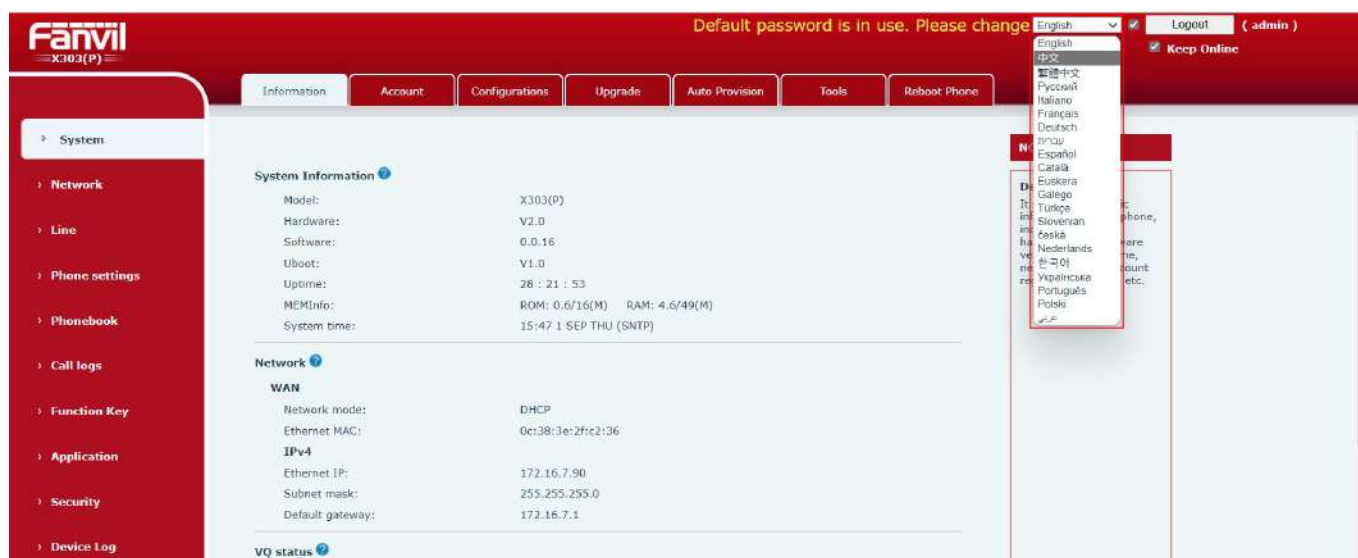 Fanvil
X303(P)
Default password is in use. Please change
English
Logout
( admin )
Keep Online
Information
Account
Configurations
Upgrade
Auto Provision
Tools
Reboot Phone
English
中文
繁體中文
Русский
Italiano
Français
Deutsch
עברית
Español
Català
Euskera
Galego
Türkçe
Slovenian
česká
Nederlands
한국어
Українська
Português
Polski
عربي
› System
› Network
› Line
› Phone settings
› Phonebook
› Call logs
› Function Key
› Application
› Security
› Device Log
System Information
Model: X303(P)
Hardware: V2.0
Software: 0.0.16
Uboot: V1.0
Uptime: 28 : 21 : 53
MEMInfo: ROM: 0.6/16(M) RAM: 4.6/49(M)
System time: 15:47 1 SEP THU (SNTP)
Network
WAN
Network mode: DHCP
Ethernet MAC: 0c:38:3e:2f:c2:36
IPv4
Ethernet IP: 172.16.7.90
Subnet mask: 255.255.255.0
Default gateway: 172.16.7.1
VQ status
It
phone,
etc.